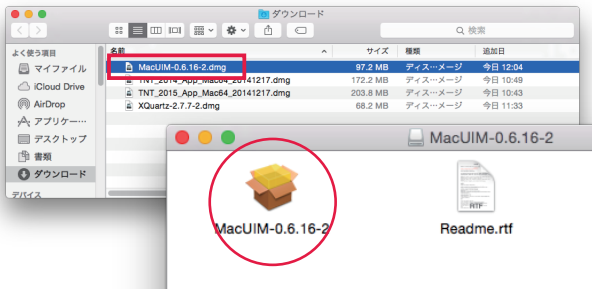 ダウンロード
検索
よく使う項目
マイファイル
iCloud Drive
AirDrop
アプリケー…
デスクトップ
書類
ダウンロード
デバイス
名前 サイズ 種類 追加日
MacUIM-0.6.16-2.dmg 97.2 MB ディス…メージ 今日 12:04
TNT_2014_App_Mac64_20141217.dmg 172.2 MB ディス…メージ 今日 10:49
TNT_2015_App_Mac64_20141217.dmg 203.8 MB ディス…メージ 今日 10:43
XQuartz-2.7.7-2.dmg 68.2 MB ディス…メージ 今日 11:33
MacUIM-0.6.16-2
RTF
MacUIM-0.6.16-2 Readme.rtf